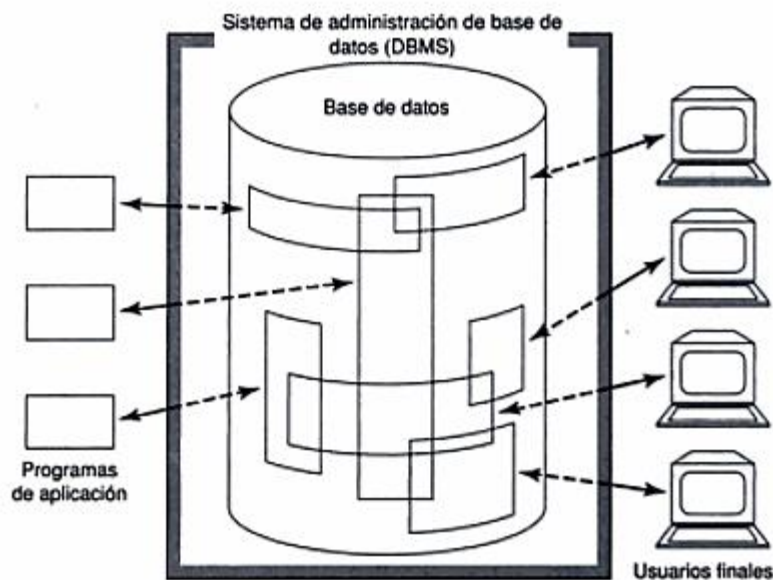 Sistema de administración de base de
datos (DBMS)
Base de datos
Programas
de aplicación
Usuarios finales